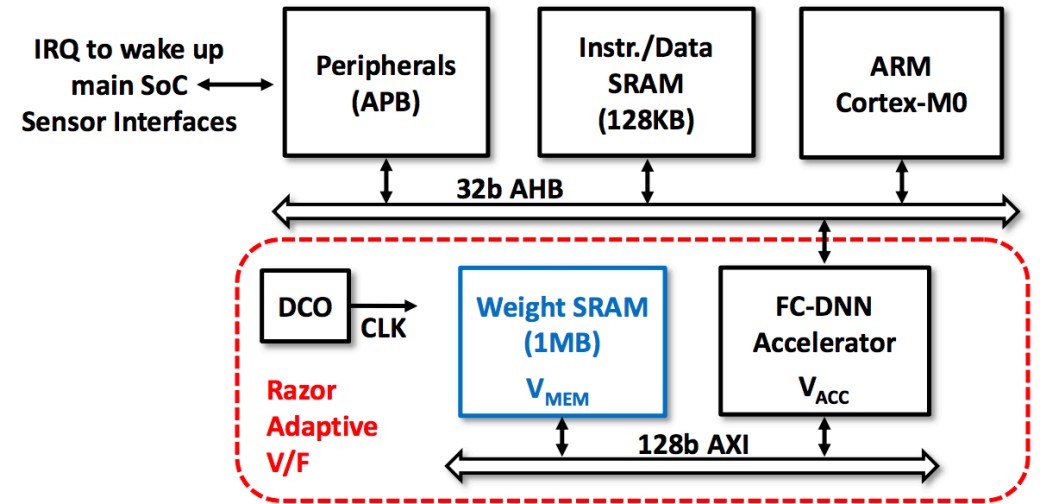 IRQ to wake up
main SoC
Sensor Interfaces
Peripherals
(APB)
Instr./Data
SRAM
(128KB)
ARM
Cortex-M0
32b AHB
DCO
CLK
Weight SRAM
(1MB)
VMEM
FC-DNN
Accelerator
VACC
Razor
Adaptive
V/F
128b AXI